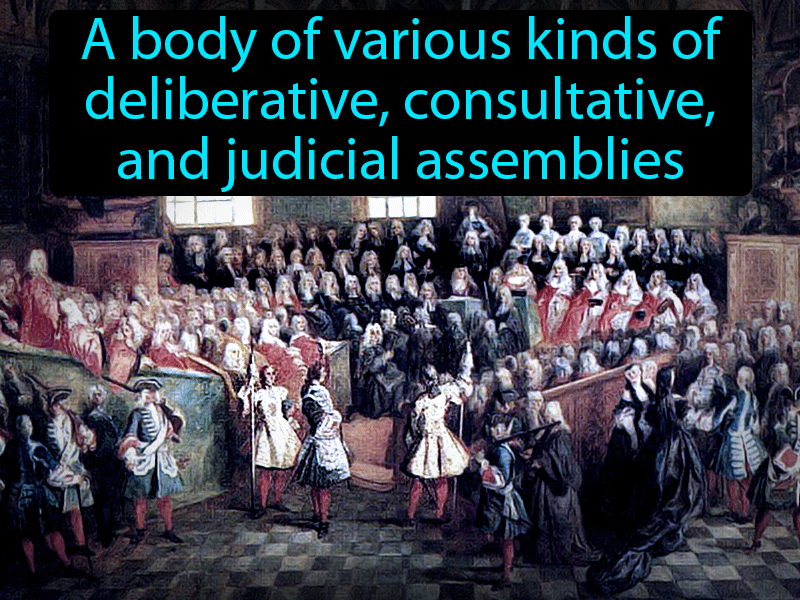 A body of various kinds of
deliberative, consultative,
and judicial assemblies